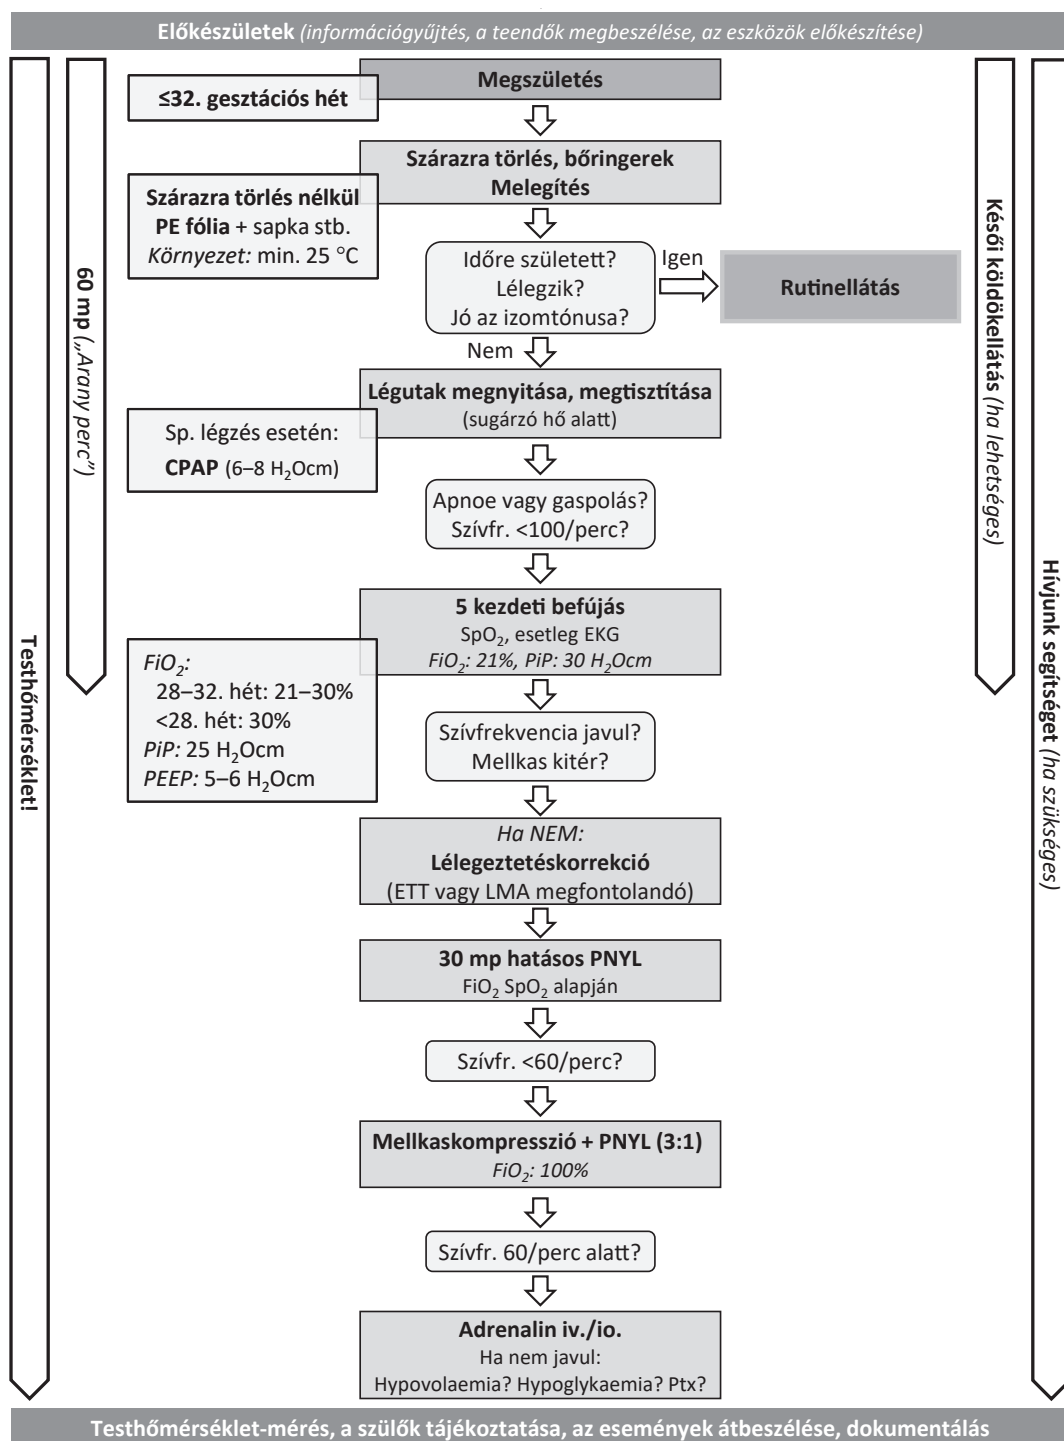 Előkészületek (információgyűjtés, a teendők megbeszélése, az eszközök előkészítése)
Megszületés
≤32. gesztációs hét
Szárazra törlés, bőringerek
Melegítés
Szárazra törlés nélkül
PE fólia + sapka stb.
Környezet: min. 25 °C
Időre született?
Lélegzik?
Jó az izomtónusa?
Igen
Rutinellátás
Nem
Légutak megnyitása, megtisztítása
(sugárzó hő alatt)
Sp. légzés esetén:
CPAP (6–8 H₂Ocm)
Apnoe vagy gaspolás?
Szívfr. <100/perc?
5 kezdeti befújás
SpO₂, esetleg EKG
FiO₂: 21%, PiP: 30 H₂Ocm
FiO₂:
28–32. hét: 21–30%
<28. hét: 30%
PiP: 25 H₂Ocm
PEEP: 5–6 H₂Ocm
Szívfrekvencia javul?
Mellkas kitér?
Ha NEM:
Lélegeztetéskorrekció
(ETT vagy LMA megfontolandó)
30 mp hatásos PNYL
FiO₂ SpO₂ alapján
Szívfr. <60/perc?
Mellkaskompresszió + PNYL (3:1)
FiO₂: 100%
Szívfr. 60/perc alatt?
Adrenalin iv./io.
Ha nem javul:
Hypovolaemia? Hypoglykaemia? Ptx?
Testhőmérséklet!
60 mp („Arany perc”)
Késői köldökellátás (ha lehetséges)
Hívjunk segítséget (ha szükséges)
Testhőmérséklet-mérés, a szülők tájékoztatása, az események átbeszélése, dokumentálás